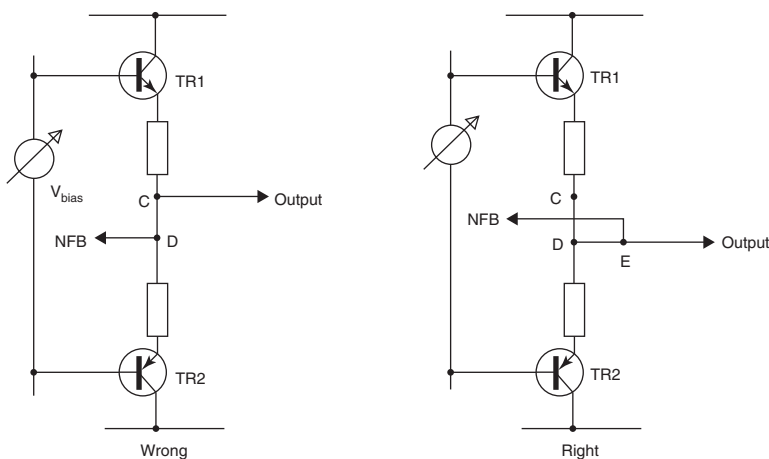 TR1
V_bias
C
Output
NFB
D
TR2
Wrong
TR1
C
NFB
D
E
Output
TR2
Right